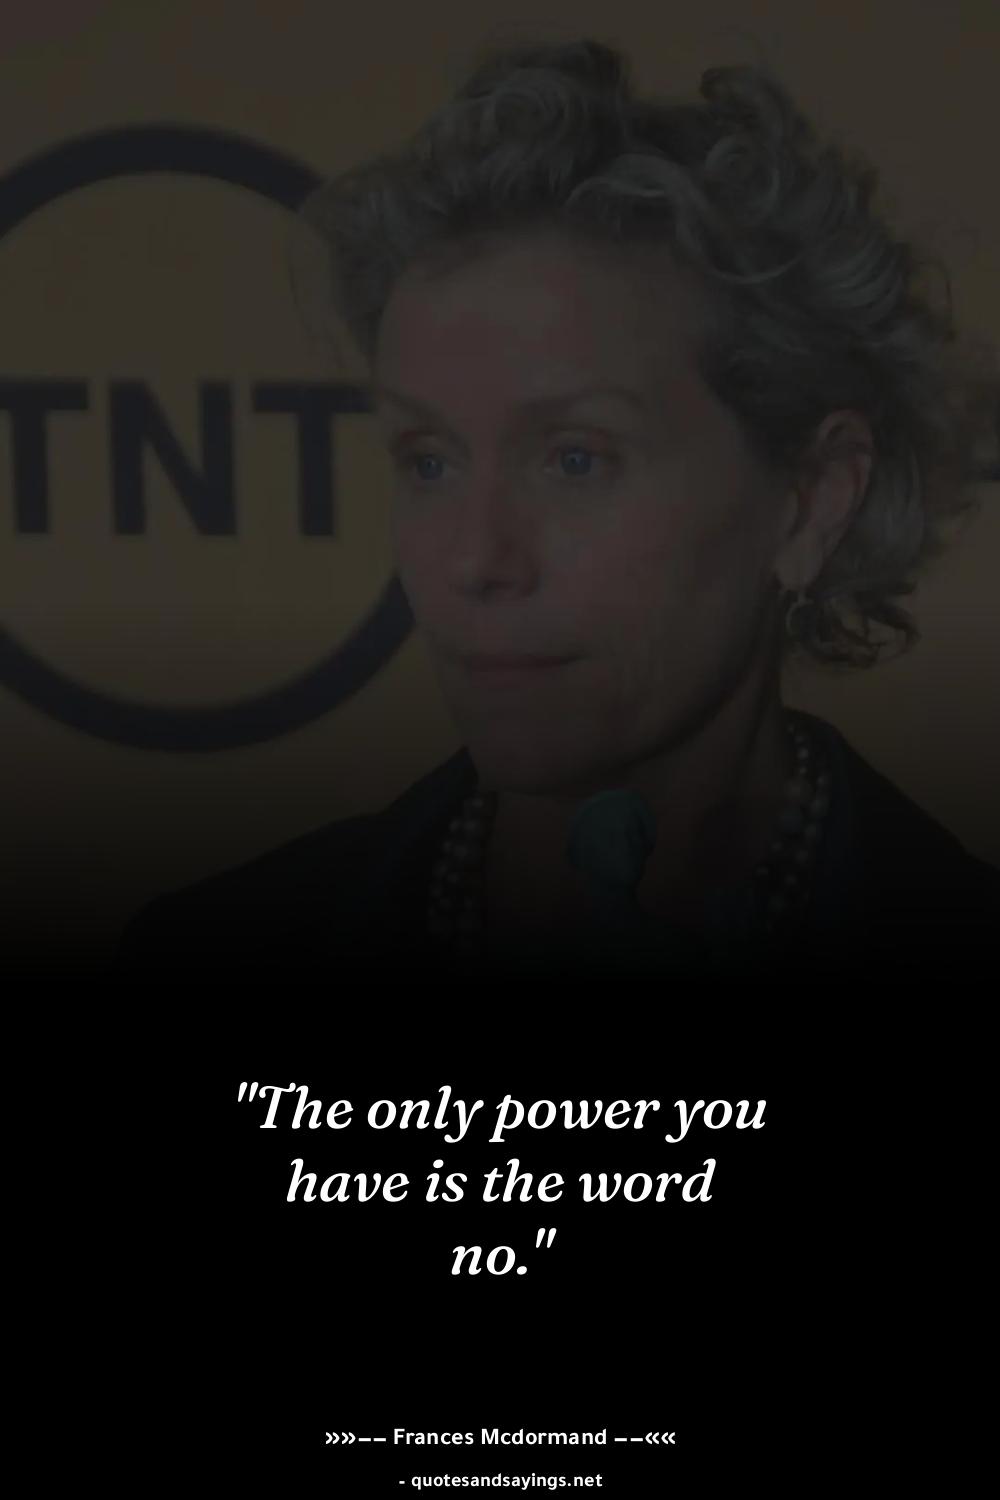 TNT
"The only power you
have is the word
no."
»»–– Frances Mcdormand ––««
- quotesandsayings.net